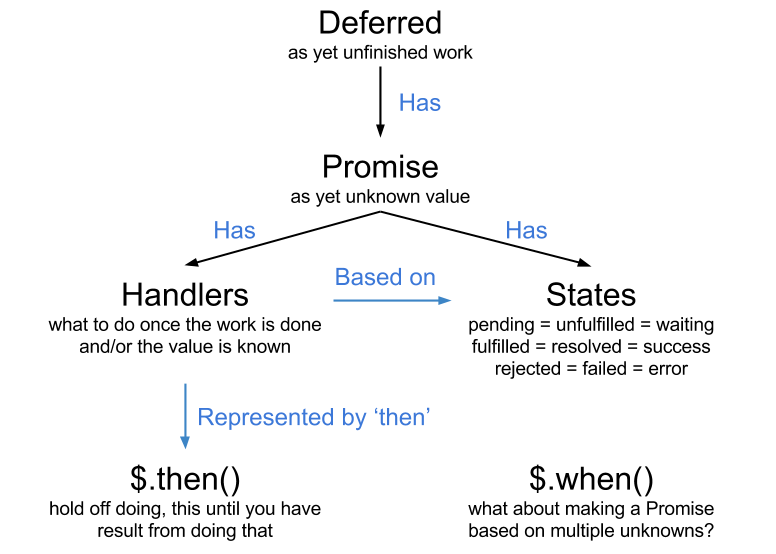 Deferred
as yet unfinished work
Has
Promise
as yet unknown value
Has
Has
Based on
Handlers
what to do once the work is done
and/or the value is known
States
pending = unfulfilled = waiting
fulfilled = resolved = success
rejected = failed = error
Represented by ‘then’
$.then()
hold off doing, this until you have
result from doing that
$.when()
what about making a Promise
based on multiple unknowns?